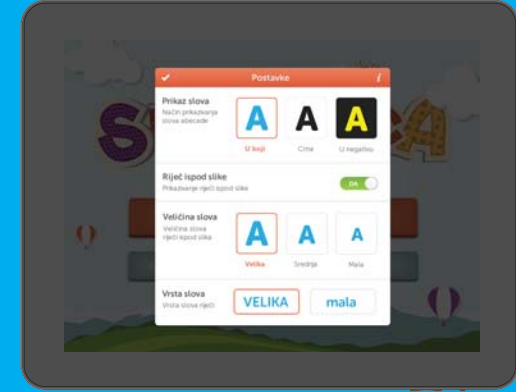 Postavke
i
Prikaz slova
Način prikazivanja
slova abecede
A
A
A
U boji
Crna
U negativu
Riječ ispod slike
Prikazivanje riječi ispod slike
DA
Veličina slova
Veličina slova
riječi ispod slika
A
A
A
Velika
Srednja
Mala
Vrsta slova
Vrsta slova riječi
VELIKA
mala